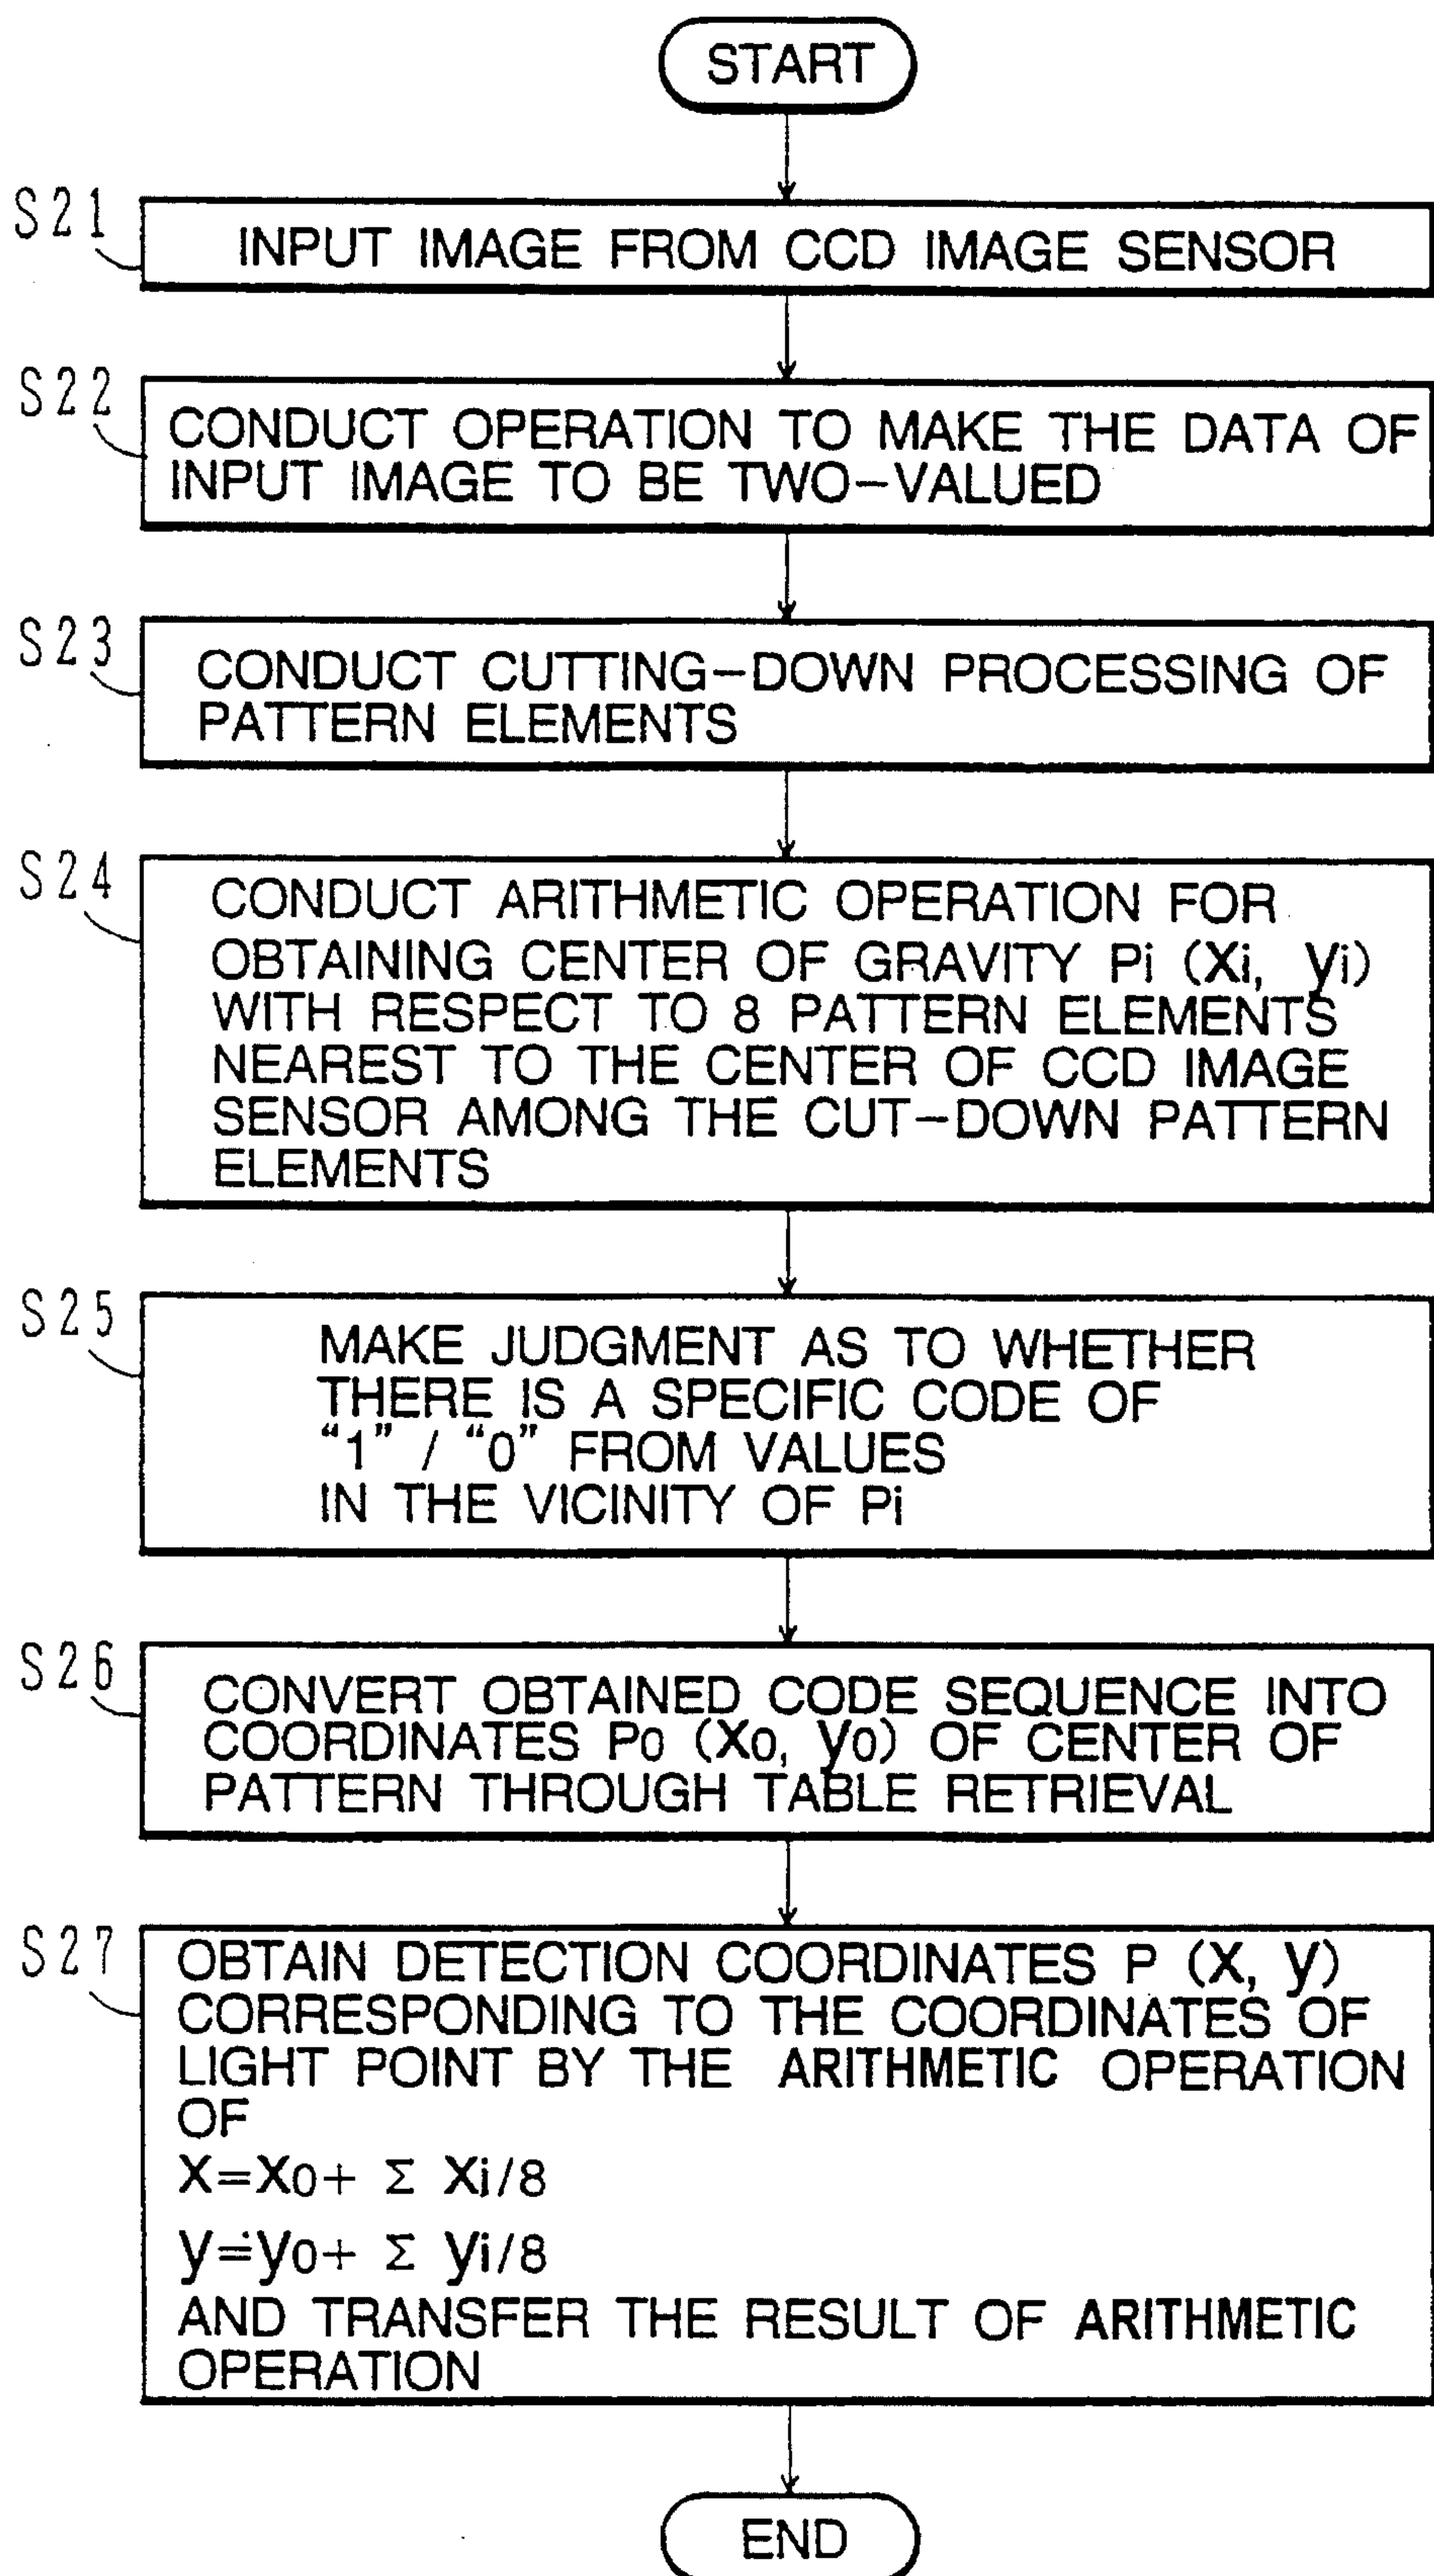 START
S21
INPUT IMAGE FROM CCD IMAGE SENSOR
S22
CONDUCT OPERATION TO MAKE THE DATA OF
INPUT IMAGE TO BE TWO-VALUED
S23
CONDUCT CUTTING-DOWN PROCESSING OF
PATTERN ELEMENTS
S24
CONDUCT ARITHMETIC OPERATION FOR
OBTAINING CENTER OF GRAVITY Pi (xi, yi)
WITH RESPECT TO 8 PATTERN ELEMENTS
NEAREST TO THE CENTER OF CCD IMAGE
SENSOR AMONG THE CUT-DOWN PATTERN
ELEMENTS
S25
MAKE JUDGMENT AS TO WHETHER
THERE IS A SPECIFIC CODE OF
“1” / “0” FROM VALUES
IN THE VICINITY OF Pi
S26
CONVERT OBTAINED CODE SEQUENCE INTO
COORDINATES P0 (x0, y0) OF CENTER OF
PATTERN THROUGH TABLE RETRIEVAL
S27
OBTAIN DETECTION COORDINATES P (x, y)
CORRESPONDING TO THE COORDINATES OF
LIGHT POINT BY THE ARITHMETIC OPERATION
OF
x=x0+ Σ xi/8
y=y0+ Σ yi/8
AND TRANSFER THE RESULT OF ARITHMETIC
OPERATION
END